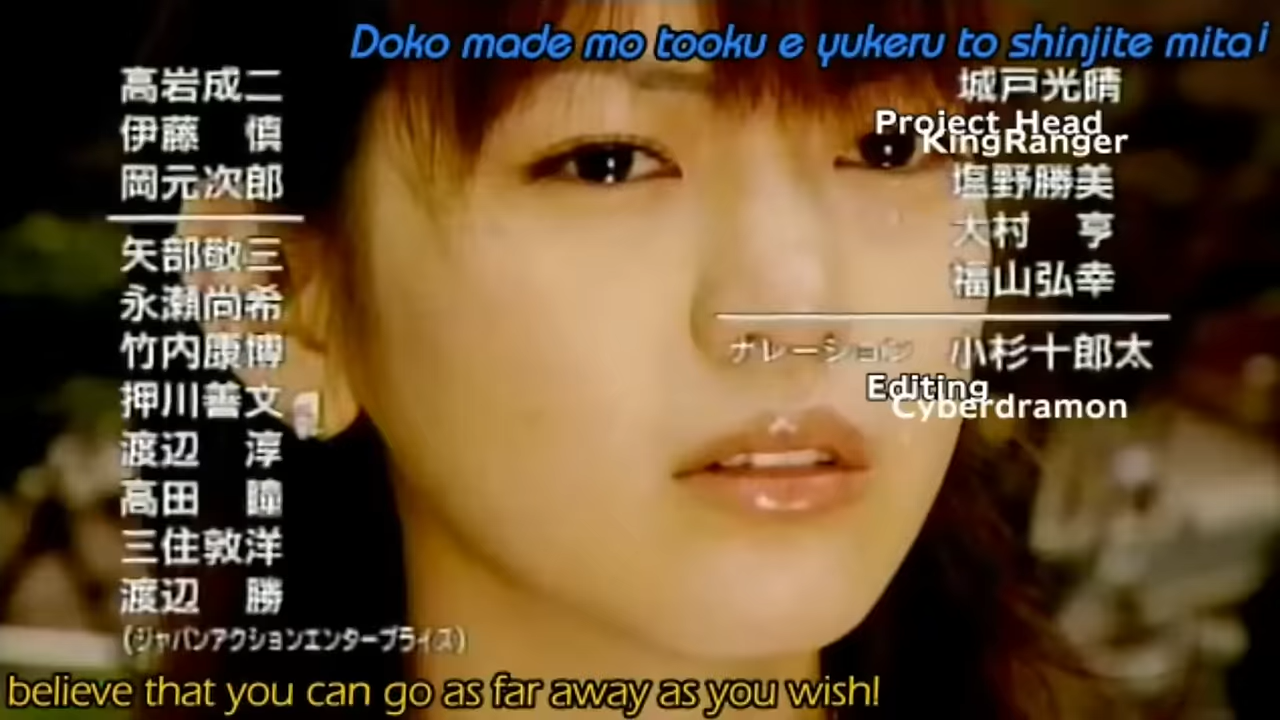 Doko made mo tooku e yukeru to shinjite mitai
高岩成二
伊藤　慎
岡元次郎
矢部敬三
永瀬尚希
竹内康博
押川善文
渡辺　淳
高田　瞳
三住敦洋
渡辺　勝
(ジャパンアクションエンタープライズ)
城戸光晴
Project Head
KingRanger
塩野勝美
大村　亨
福山弘幸
ナレーション　小杉十郎太
Editing
Cyberdramon
believe that you can go as far away as you wish!